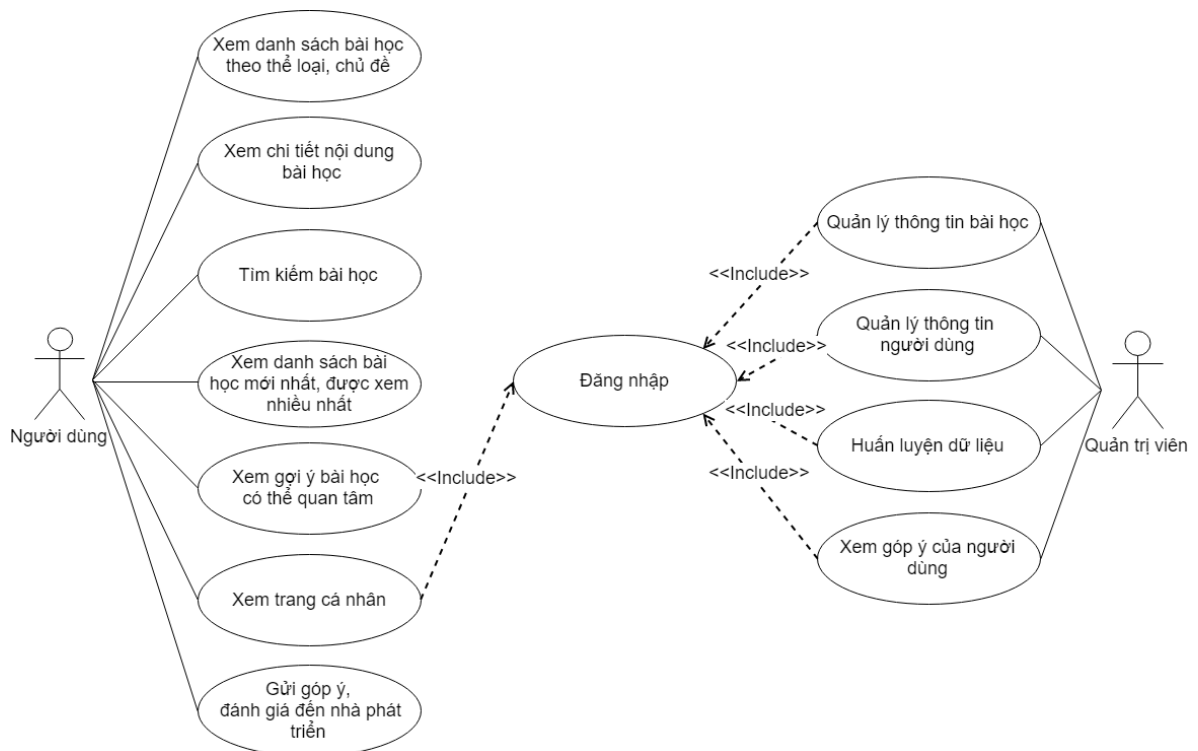 Xem danh sách bài học
theo thể loại, chủ đề
Xem chi tiết nội dung
bài học
Tìm kiếm bài học
Xem danh sách bài
học mới nhất, được xem
nhiều nhất
Người dùng
Xem gợi ý bài học
có thể quan tâm
<<Include>>
Xem trang cá nhân
Gửi góp ý,
đánh giá đến nhà phát
triển
Đăng nhập
Quản lý thông tin bài học
<<Include>>
Quản lý thông tin
người dùng
<<Include>>
Huấn luyện dữ liệu
<<Include>>
Xem góp ý của người
dùng
<<Include>>
Quản trị viên